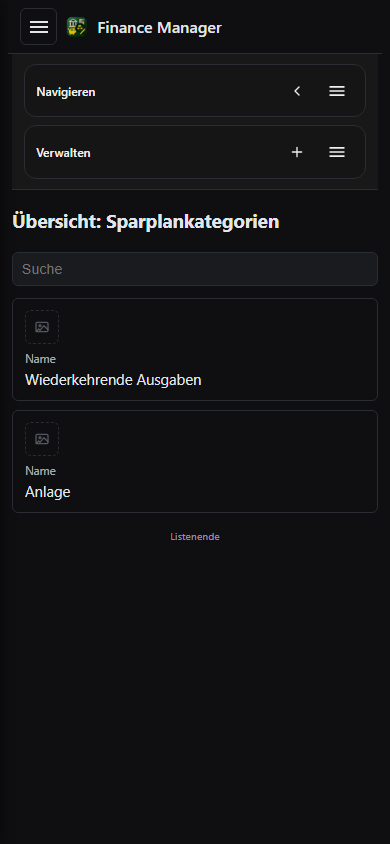 Finance Manager
Navigieren
Verwalten
Übersicht: Sparplankategorien
Suche
Name
Wiederkehrende Ausgaben
Name
Anlage
Listenende